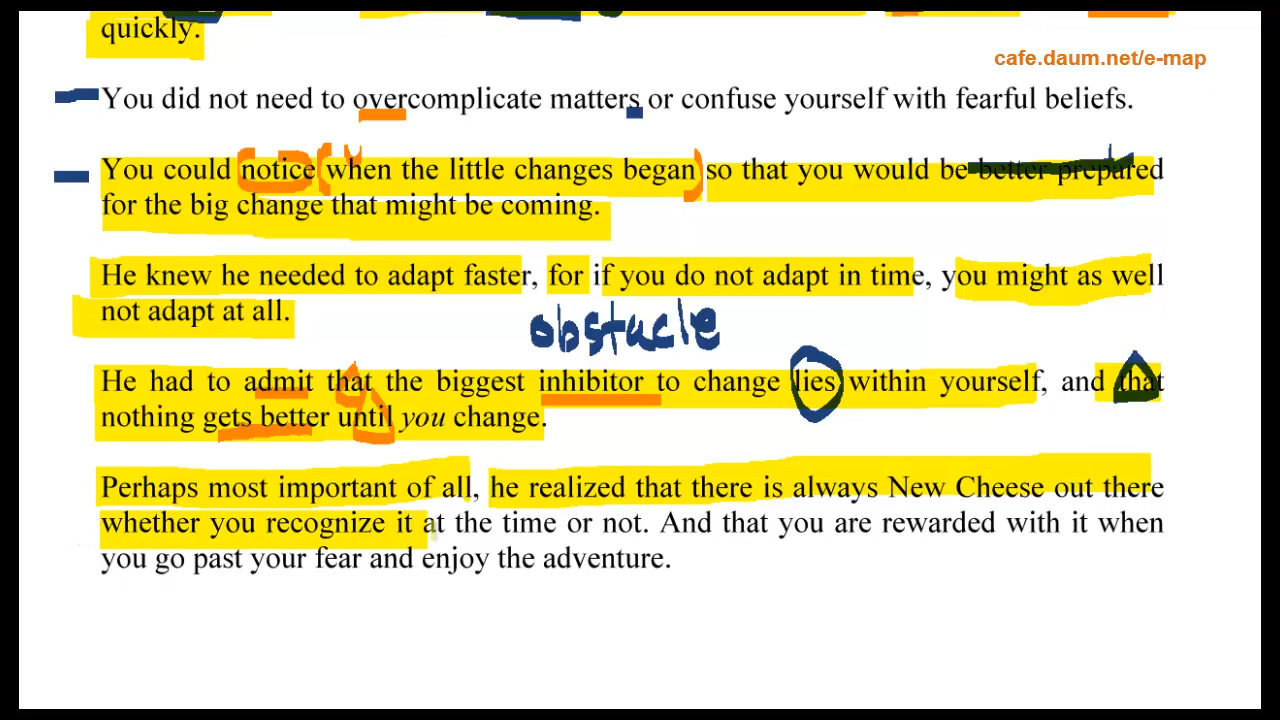 quickly.
cafe.daum.net/e-map
You did not need to overcomplicate matters or confuse yourself with fearful beliefs.
You could notice when the little changes began so that you would be better prepared
for the big change that might be coming.
He knew he needed to adapt faster, for if you do not adapt in time, you might as well
not adapt at all.
obstacle
He had to admit that the biggest inhibitor to change lies within yourself, and that
nothing gets better until you change.
Perhaps most important of all, he realized that there is always New Cheese out there
whether you recognize it at the time or not. And that you are rewarded with it when
you go past your fear and enjoy the adventure.